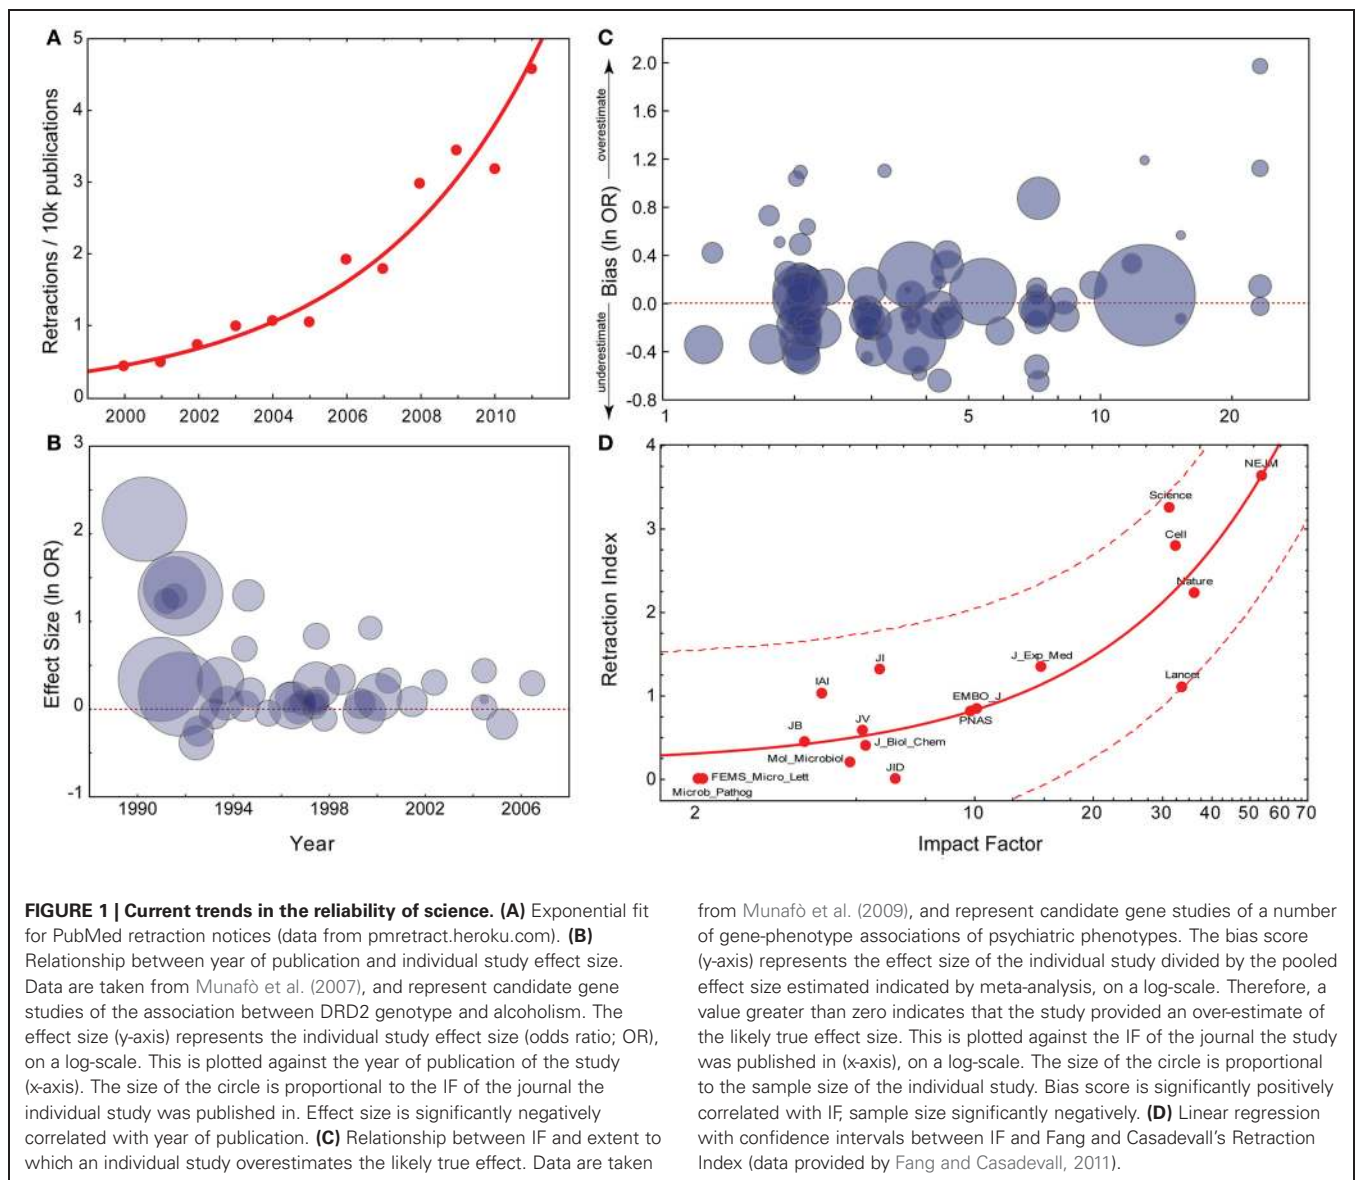 A
5
4
3
2
1
0
Retractions / 10k publications
2000 2002 2004 2006 2008 2010
B
3
2
1
0
-1
Effect Size (ln OR)
1990 1994 1998 2002 2006
Year
C
2.0
1.6
1.2
0.8
0.4
0.0
-0.4
-0.8
underestimate Bias (ln OR) overestimate
1 5 10 20
D
4
3
2
1
0
Retraction Index
NEJM
Science
Cell
Nature
J_Exp_Med
Lancet
JI
IAI
EMBO_J
PNAS
JB
JV
J_Biol_Chem
Mol_Microbiol
JID
FEMS_Micro_Lett
Microb_Pathog
2 10 20 30 40 50 60 70
Impact Factor
FIGURE 1 | Current trends in the reliability of science. (A) Exponential fit
for PubMed retraction notices (data from pmretract.heroku.com). (B)
Relationship between year of publication and individual study effect size.
Data are taken from Munafò et al. (2007), and represent candidate gene
studies of the association between DRD2 genotype and alcoholism. The
effect size (y-axis) represents the individual study effect size (odds ratio; OR),
on a log-scale. This is plotted against the year of publication of the study
(x-axis). The size of the circle is proportional to the IF of the journal the
individual study was published in. Effect size is significantly negatively
correlated with year of publication. (C) Relationship between IF and extent to
which an individual study overestimates the likely true effect. Data are taken
from Munafò et al. (2009), and represent candidate gene studies of a number
of gene-phenotype associations of psychiatric phenotypes. The bias score
(y-axis) represents the effect size of the individual study divided by the pooled
effect size estimated indicated by meta-analysis, on a log-scale. Therefore, a
value greater than zero indicates that the study provided an over-estimate of
the likely true effect size. This is plotted against the IF of the journal the study
was published in (x-axis), on a log-scale. The size of the circle is proportional
to the sample size of the individual study. Bias score is significantly positively
correlated with IF, sample size significantly negatively. (D) Linear regression
with confidence intervals between IF and Fang and Casadevall's Retraction
Index (data provided by Fang and Casadevall, 2011).